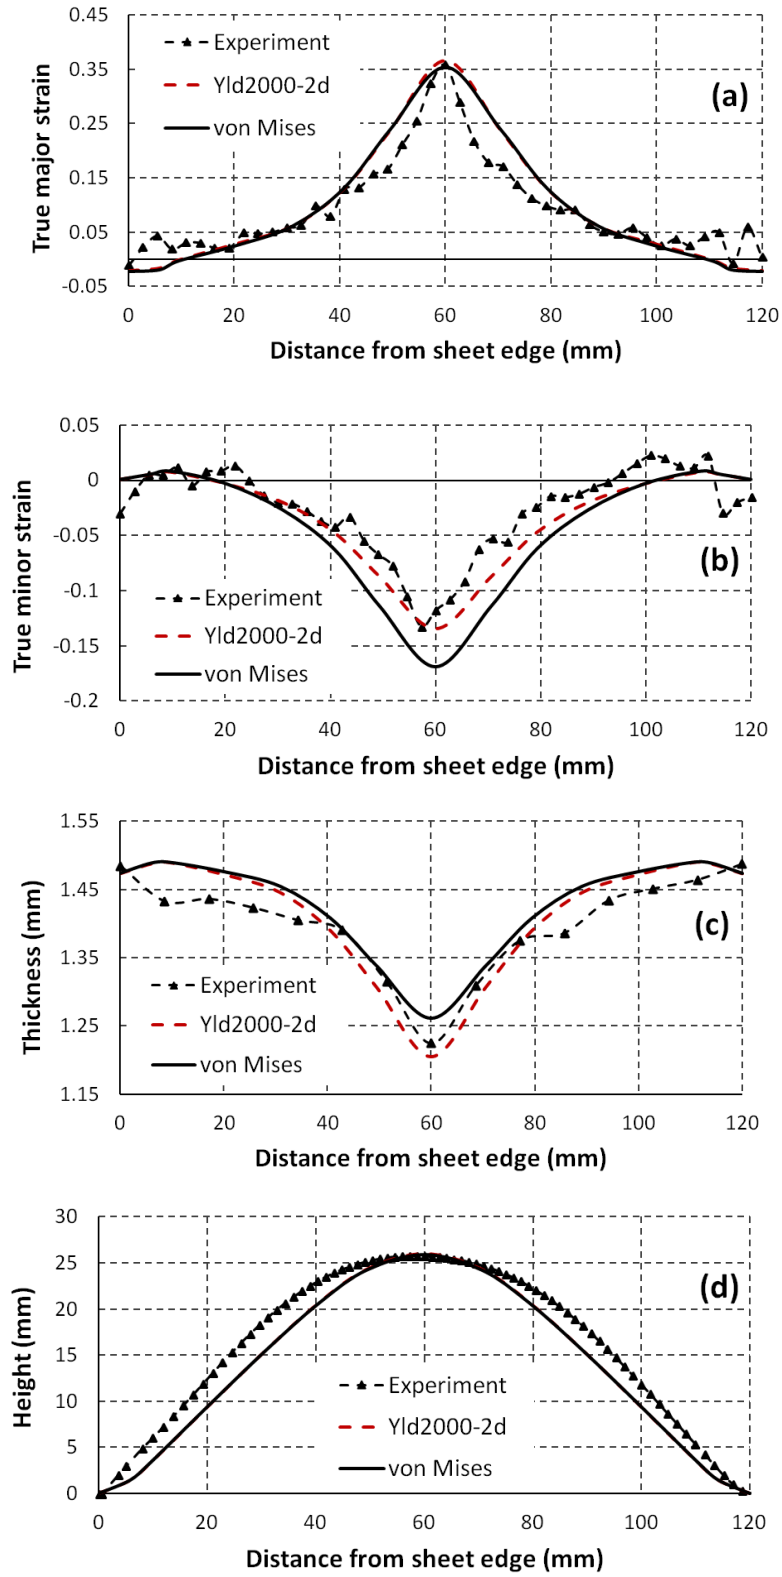 0.45
Experiment
0.35
Yld2000-2d
(a)
von Mises
0.25
0.15
0.05
-0.05
0 20 40 60 80 100 120
True major strain
Distance from sheet edge (mm)
0.05
0
-0.05
(b)
-0.1
Experiment
Yld2000-2d
-0.15
von Mises
-0.2
0 20 40 60 80 100 120
True minor strain
Distance from sheet edge (mm)
1.55
1.45
(c)
1.35
Experiment
Yld2000-2d
1.25
von Mises
1.15
0 20 40 60 80 100 120
Thickness (mm)
Distance from sheet edge (mm)
30
25
(d)
20
15
Experiment
10
Yld2000-2d
5
von Mises
0
0 20 40 60 80 100 120
Height (mm)
Distance from sheet edge (mm)